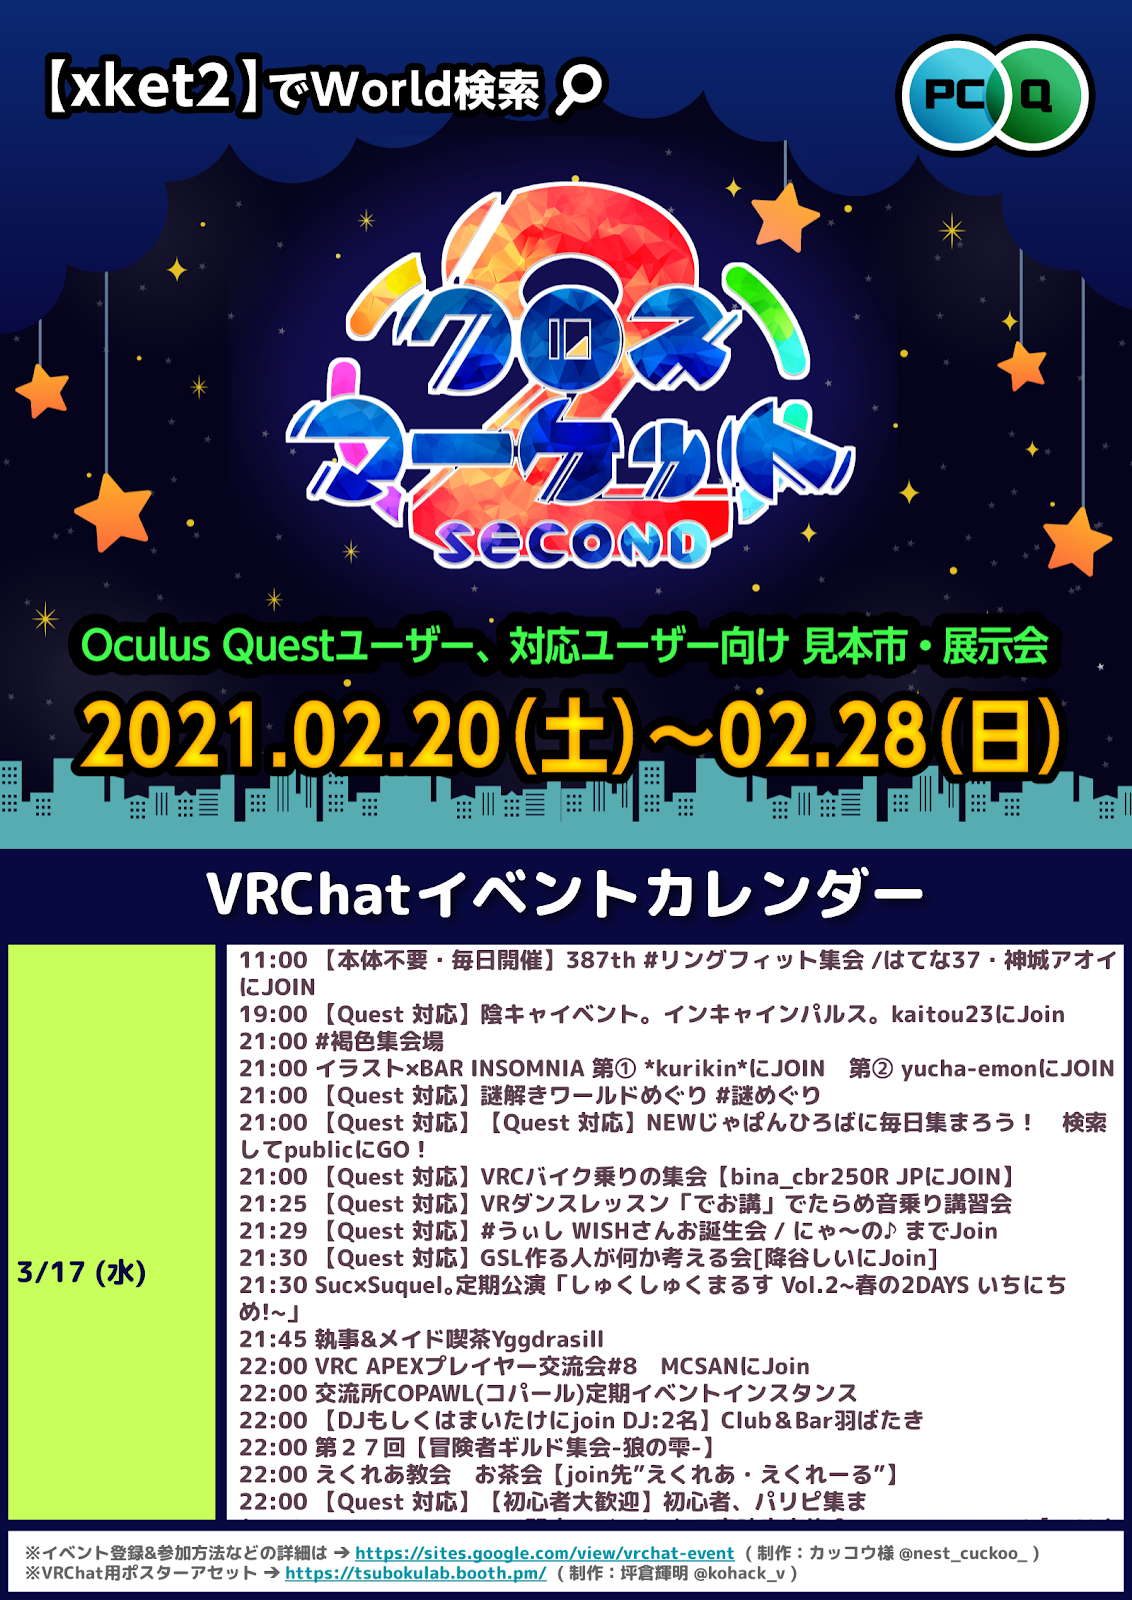 【xket2】でWorld検索
PC Q
クロス
マーケット
2
SECOND
Oculus Questユーザー、対応ユーザー向け 見本市・展示会
2021.02.20(土)～02.28(日)
VRChatイベントカレンダー
3/17 (水)
11:00 【本体不要・毎日開催】387th #リングフィット集会 /はてな37・神城アオイ
にJOIN
19:00 【Quest 対応】陰キャイベント。インキャインパルス。kaitou23にJoin
21:00 #褐色集会場
21:00 イラスト×BAR INSOMNIA 第① *kurikin*にJOIN　第② yucha-emonにJOIN
21:00 【Quest 対応】謎解きワールドめぐり #謎めぐり
21:00 【Quest 対応】【Quest 対応】NEWじゃぱんひろばに毎日集まろう！　検索
してpublicにGO！
21:00 【Quest 対応】VRCバイク乗りの集会【bina_cbr250R JPにJOIN】
21:25 【Quest 対応】VRダンスレッスン「でお講」でたらめ音乗り講習会
21:29 【Quest 対応】#うぃし WISHさんお誕生会 / にゃ〜の♪ までJoin
21:30 【Quest 対応】GSL作る人が何か考える会[降谷しいにJoin]
21:30 Suc×Suquel。定期公演「しゅくしゅくまるす Vol.2~春の2DAYS いちにち
め!~」
21:45 執事&メイド喫茶Yggdrasill
22:00 VRC APEXプレイヤー交流会#8　MCSANにJoin
22:00 交流所COPAWL(コパール)定期イベントインスタンス
22:00 【DJもしくはまいたけにjoin DJ:2名】Club＆Bar羽ばたき
22:00 第２７回【冒険者ギルド集会-狼の雫-】
22:00 えくれあ教会　お茶会【join先”えくれあ・えくれーる”】
22:00 【Quest 対応】【初心者大歓迎】初心者、パリピ集ま
※イベント登録&参加方法などの詳細は → https://sites.google.com/view/vrchat-event ( 制作：カッコウ様 @nest_cuckoo_ )
※VRChat用ポスターアセット → https://tsubokulab.booth.pm/ ( 制作：坪倉輝明 @kohack_v )